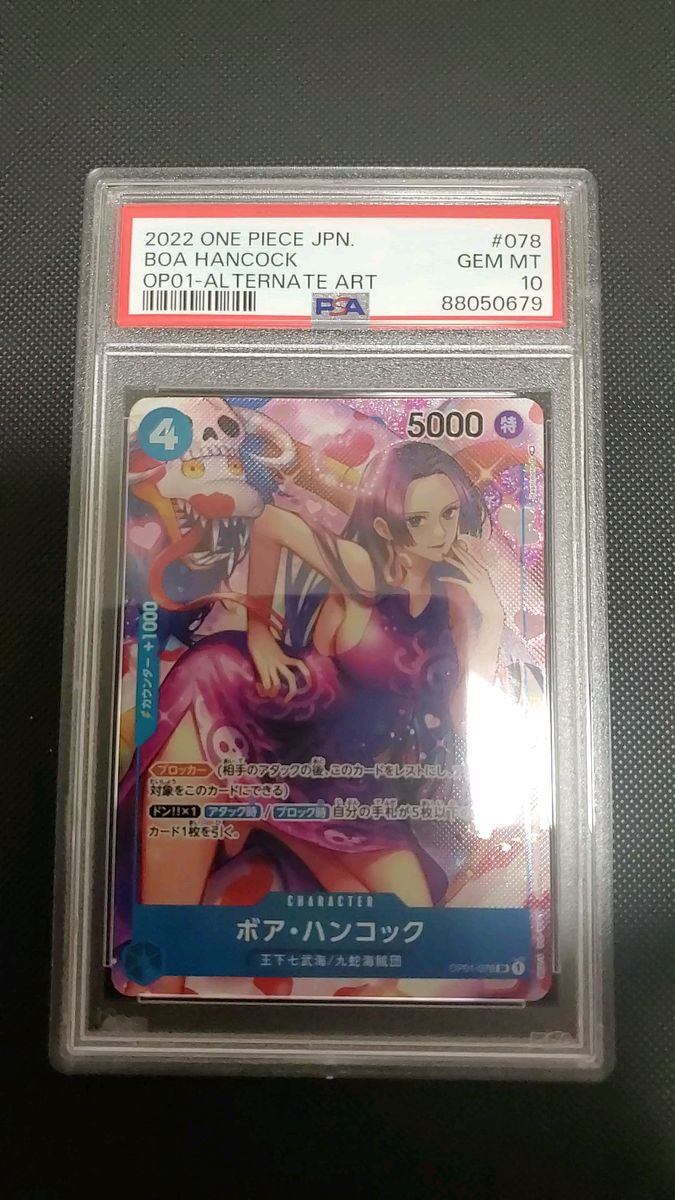 2022 ONE PIECE JPN. #078
BOA HANCOCK GEM MT
OP01-ALTERNATE ART 10
PSA 88050679
4
5000 特
カウンター +1000
ブロッカー (相手のアタックの後、このカードをレストにし、
対象をこのカードにできる)
ドン!!×1 アタック時 / ブロック時 自分の手札が5枚以下
カード1枚を引く。
CHARACTER
ボア・ハンコック
王下七武海/九蛇海賊団
OP01-078 SR 1